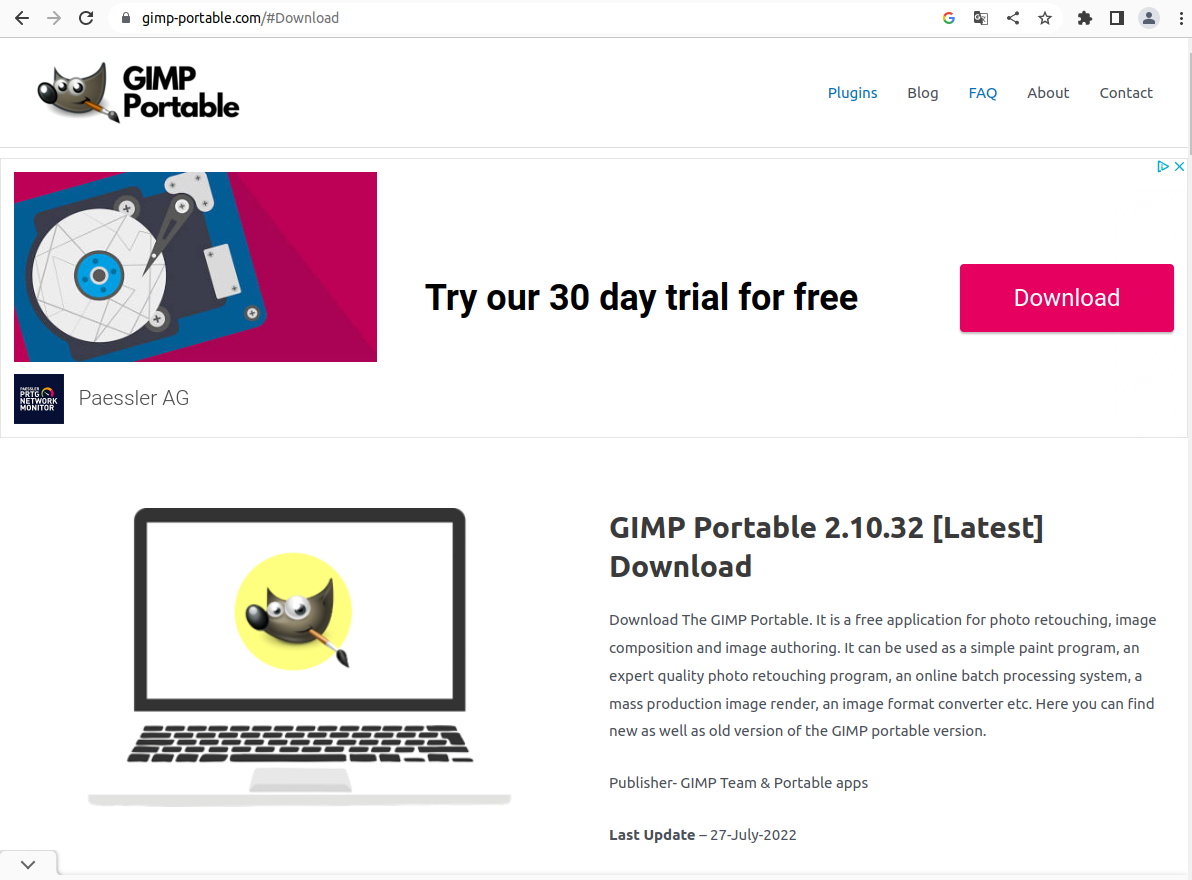 gimp-portable.com/#Download
GIMP
Portable
Plugins
Blog
FAQ
About
Contact
Try our 30 day trial for free
Download
PAESSLER
PRTG
NETWORK
MONITOR
Paessler AG
GIMP Portable 2.10.32 [Latest]
Download
Download The GIMP Portable. It is a free application for photo retouching, image
composition and image authoring. It can be used as a simple paint program, an
expert quality photo retouching program, an online batch processing system, a
mass production image render, an image format converter etc. Here you can find
new as well as old version of the GIMP portable version.
Publisher- GIMP Team & Portable apps
Last Update – 27-July-2022